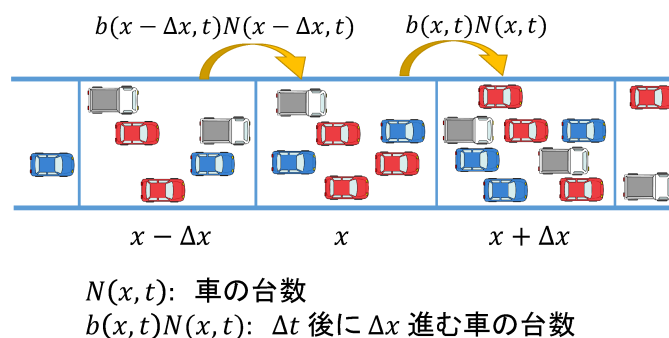 b(x − Δx, t)N(x − Δx, t) b(x, t)N(x, t)
x − Δx x x + Δx
N(x, t): 車の台数
b(x, t)N(x, t): Δt 後に Δx 進む車の台数